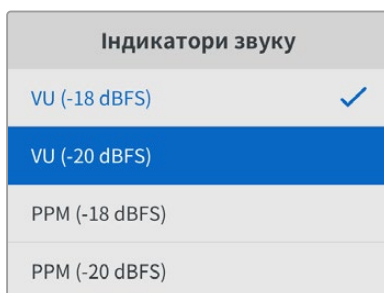 Індикатори звуку
VU (-18 dBFS)
VU (-20 dBFS)
PPM (-18 dBFS)
PPM (-20 dBFS)